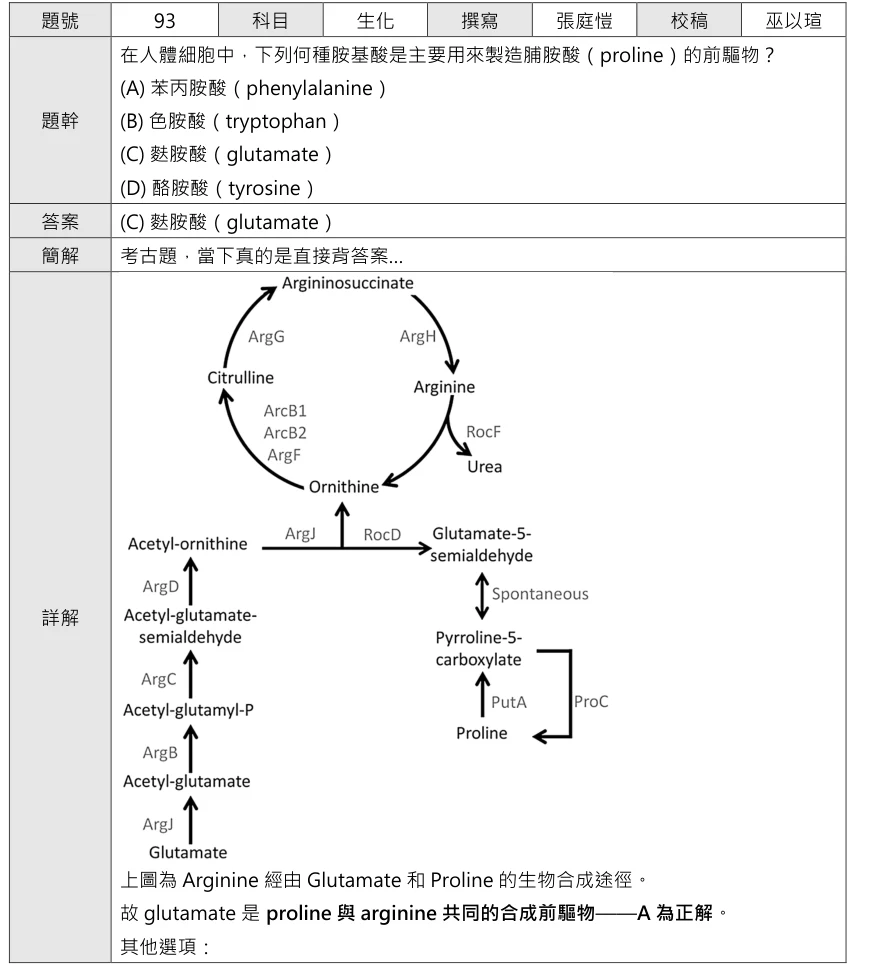 題號 93 科目 生化 撰寫 張庭愷 校稿 巫以瑄
題幹
在人體細胞中，下列何種胺基酸是主要用來製造脯胺酸（proline）的前驅物？
(A) 苯丙胺酸（phenylalanine）
(B) 色胺酸（tryptophan）
(C) 麩胺酸（glutamate）
(D) 酪胺酸（tyrosine）
答案 (C) 麩胺酸（glutamate）
簡解 考古題，當下真的是直接背答案…
詳解
Argininosuccinate
ArgG ArgH
Citrulline Arginine
ArcB1
ArcB2
ArgF
RocF
Urea
Ornithine
Acetyl-ornithine ArgJ RocD Glutamate-5-
semialdehyde
ArgD Spontaneous
Acetyl-glutamate-
semialdehyde
Pyrroline-5-
carboxylate
ArgC PutA ProC
Acetyl-glutamyl-P Proline
ArgB
Acetyl-glutamate
ArgJ
Glutamate
上圖為 Arginine 經由 Glutamate 和 Proline 的生物合成途徑。
故 glutamate 是 proline 與 arginine 共同的合成前驅物——A 為正解。
其他選項：